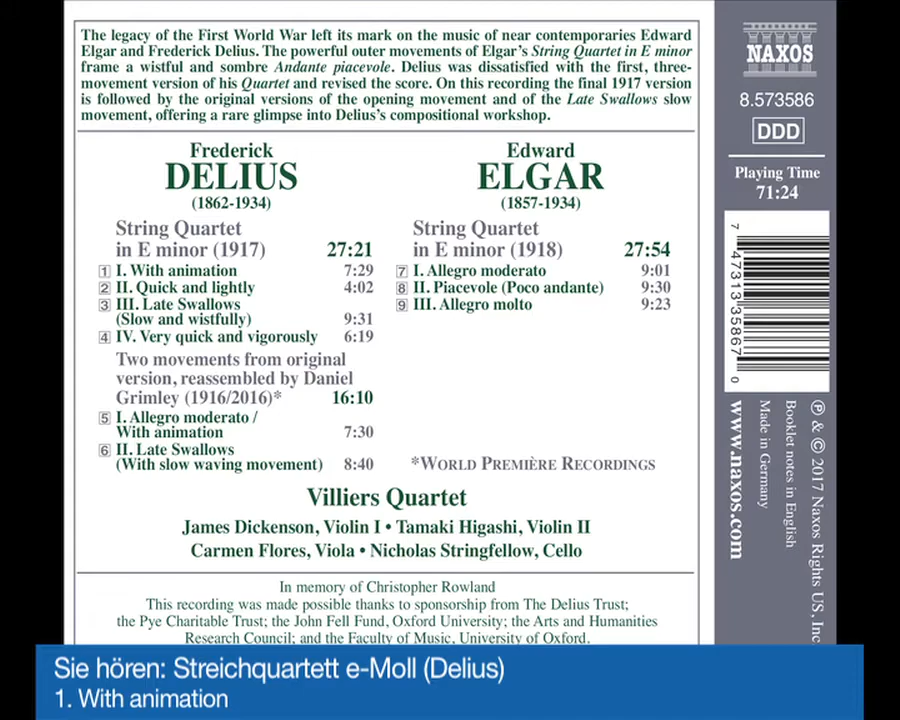 The legacy of the First World War left its mark on the music of near contemporaries Edward
Elgar and Frederick Delius. The powerful outer movements of Elgar's String Quartet in E minor
frame a wistful and sombre Andante piacevole. Delius was dissatisfied with the first, three-
movement version of his Quartet and revised the score. On this recording the final 1917 version
is followed by the original versions of the opening movement and of the Late Swallows slow
movement, offering a rare glimpse into Delius's compositional workshop.
Frederick
DELIUS
(1862-1934)
String Quartet
in E minor (1917) 27:21
1 I. With animation 7:29
2 II. Quick and lightly 4:02
3 III. Late Swallows
(Slow and wistfully) 9:31
4 IV. Very quick and vigorously 6:19
Two movements from original
version, reassembled by Daniel
Grimley (1916/2016)* 16:10
5 I. Allegro moderato /
With animation 7:30
6 II. Late Swallows
(With slow waving movement) 8:40
Edward
ELGAR
(1857-1934)
String Quartet
in E minor (1918) 27:54
7 I. Allegro moderato 9:01
8 II. Piacevole (Poco andante) 9:30
9 III. Allegro molto 9:23
*WORLD PREMIÈRE RECORDINGS
Villiers Quartet
James Dickenson, Violin I • Tamaki Higashi, Violin II
Carmen Flores, Viola • Nicholas Stringfellow, Cello
In memory of Christopher Rowland
This recording was made possible thanks to sponsorship from The Delius Trust;
the Pye Charitable Trust; the John Fell Fund, Oxford University; the Arts and Humanities
Research Council; and the Faculty of Music, University of Oxford.
NAXOS
8.573586
DDD
Playing Time
71:24
7 47313 35867 0
℗ & © 2017 Naxos Rights US, Inc
Booklet notes in English
Made in Germany
www.naxos.com
Sie hören: Streichquartett e-Moll (Delius)
1. With animation